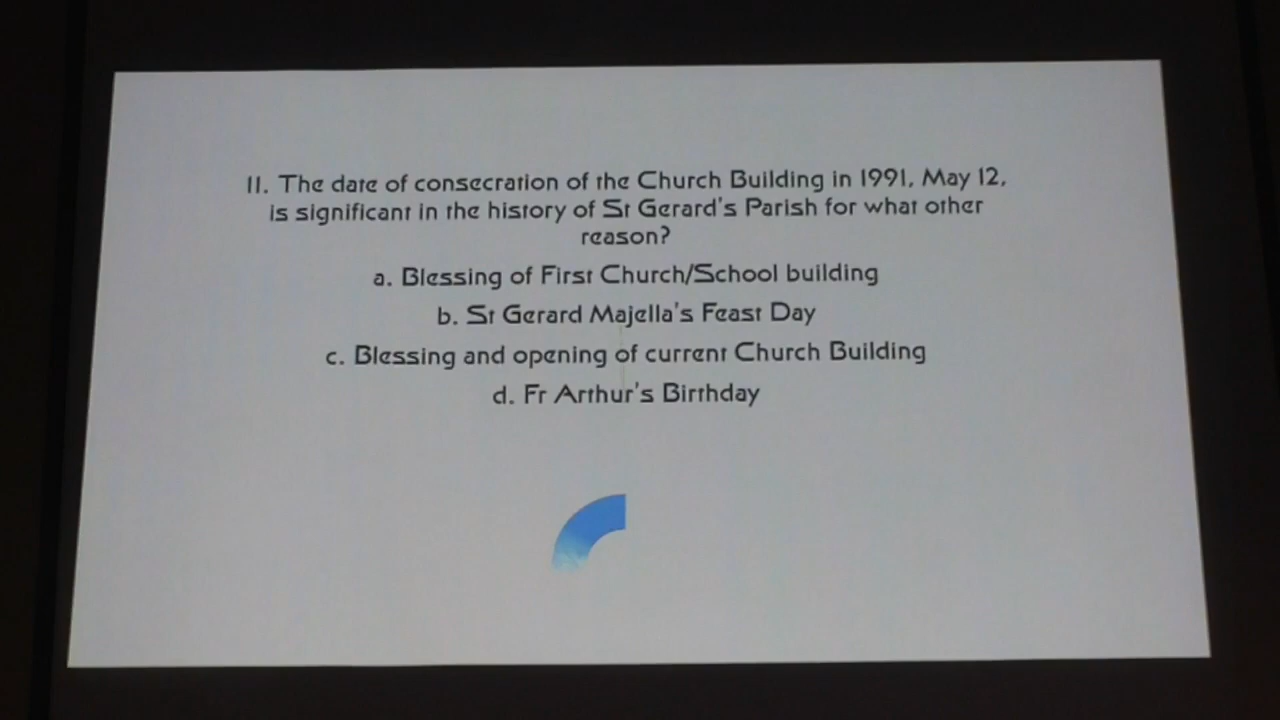 11. The date of consecration of the Church Building in 1991, May 12,
is significant in the history of St Gerard's Parish for what other
reason?
a. Blessing of First Church/School building
b. St Gerard Majella's Feast Day
c. Blessing and opening of current Church Building
d. Fr Arthur's Birthday